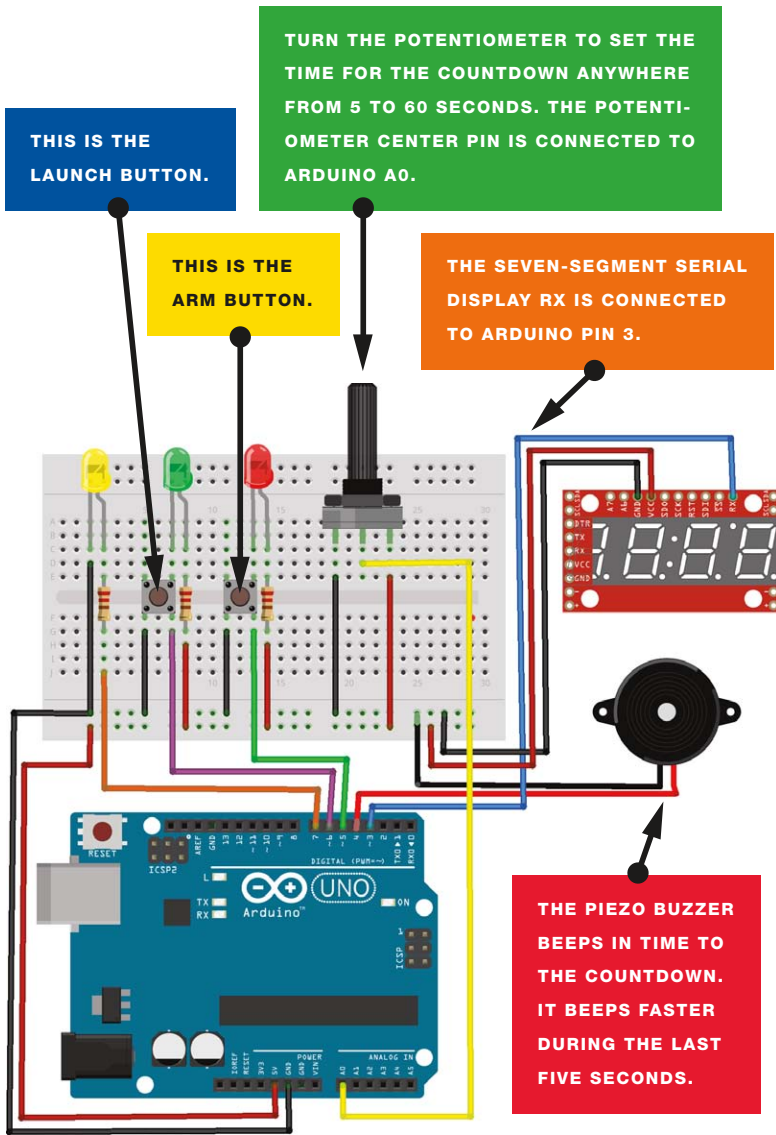 TURN THE POTENTIOMETER TO SET THE
TIME FOR THE COUNTDOWN ANYWHERE
FROM 5 TO 60 SECONDS. THE POTENTI-
OMETER CENTER PIN IS CONNECTED TO
ARDUINO A0.
THIS IS THE
LAUNCH BUTTON.
THIS IS THE
ARM BUTTON.
THE SEVEN-SEGMENT SERIAL
DISPLAY RX IS CONNECTED
TO ARDUINO PIN 3.
A7 A6 GND VCC SDO SCK RST SDI SS RX
DTR
TX
RX
VCC
GND
A
B
C
D
E
F
G
H
I
J
10 15 20 25 30
RESET
ICSP2
AREF GND 13 12 ~11 ~10 ~9 8 7 ~6 ~5 4 ~3 2 TX0▶1 RX0◀0
DIGITAL (PWM=~)
L
TX
RX
UNO
Arduino™
ON
1
ICSP
POWER
ANALOG IN
IOREF RESET 3V3 5V GND GND VIN A0 A1 A2 A3 A4 A5
THE PIEZO BUZZER
BEEPS IN TIME TO
THE COUNTDOWN.
IT BEEPS FASTER
DURING THE LAST
FIVE SECONDS.